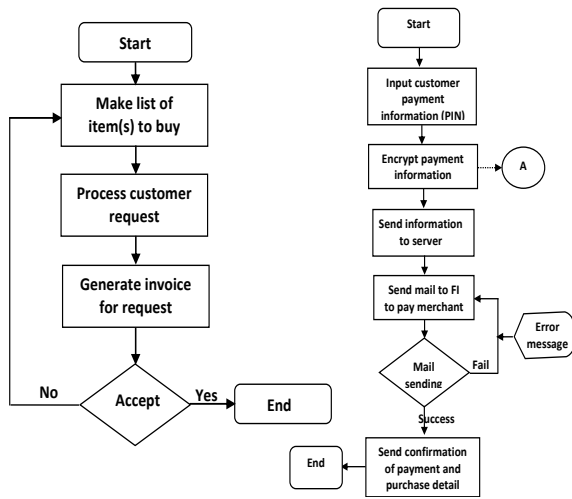 Start
Make list of
item(s) to buy
Process customer
request
Generate invoice
for request
Accept
No
Yes
End
Start
Input customer
payment
information (PIN)
Encrypt payment
information
A
Send information
to server
Send mail to FI
to pay merchant
Error
message
Mail
sending
Fail
Success
Send confirmation
of payment and
purchase detail
End